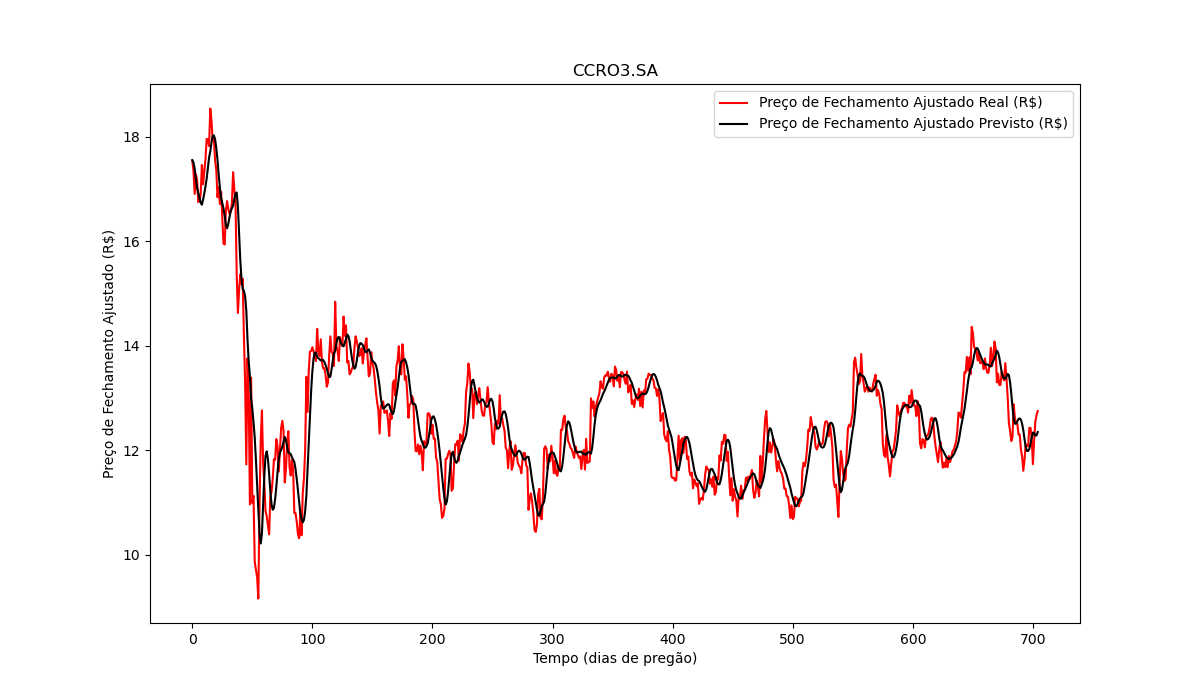 CCRO3.SA
Preço de Fechamento Ajustado Real (R$)
Preço de Fechamento Ajustado Previsto (R$)
Preço de Fechamento Ajustado (R$)
18
16
14
12
10
0 100 200 300 400 500 600 700
Tempo (dias de pregão)